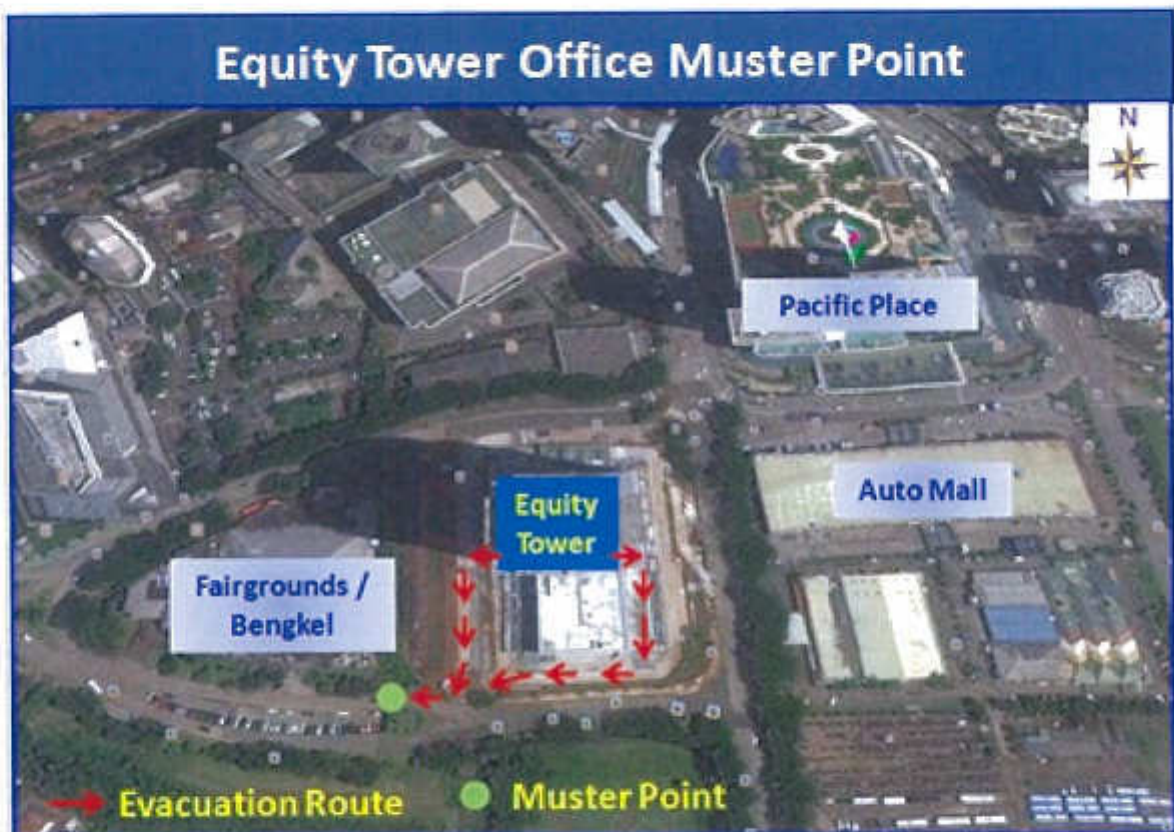 Equity Tower Office Muster Point
N
Pacific Place
Auto Mall
Equity
Tower
Fairgrounds /
Bengkel
Evacuation Route
Muster Point